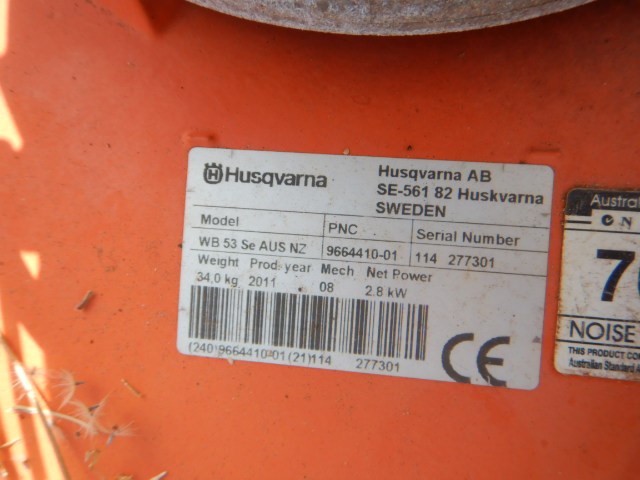 Husqvarna
Husqvarna AB
SE-561 82 Huskvarna
SWEDEN
Model PNC Serial Number
WB 53 Se AUS NZ 9664410-01 114 277301
Weight Prod. year Mech Net Power
34,0 kg 2011 08 2.8 kW
(240)9664410-01(21)114 277301
CE
Austral
NOISE
THIS PRODUCT CO
Australian Standard A